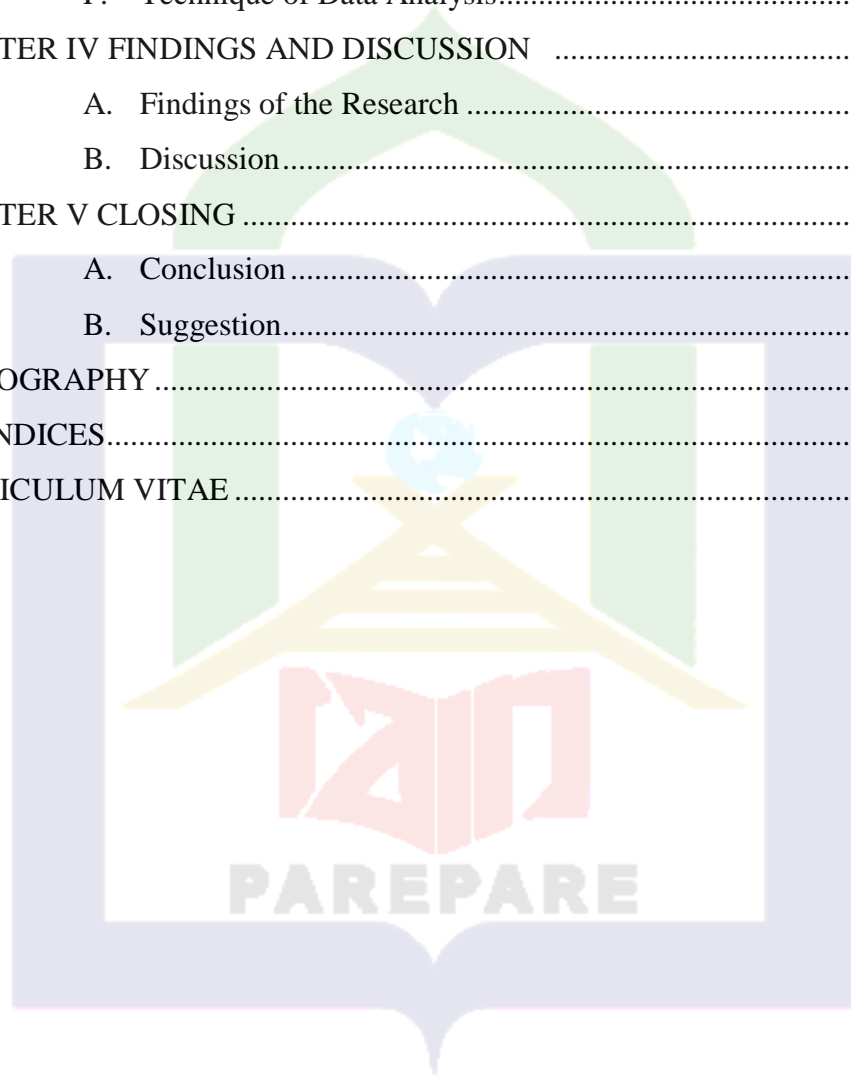 Technique of Data Analysis...............................................
TER IV FINDINGS AND DISCUSSION ......................................
A. Findings of the Research ..................................................
B. Discussion.........................................................................
TER V CLOSING .............................................................................
A. Conclusion ........................................................................
B. Suggestion.........................................................................
OGRAPHY .......................................................................................
NDICES.............................................................................................
ICULUM VITAE .............................................................................
iain
PAREPARE